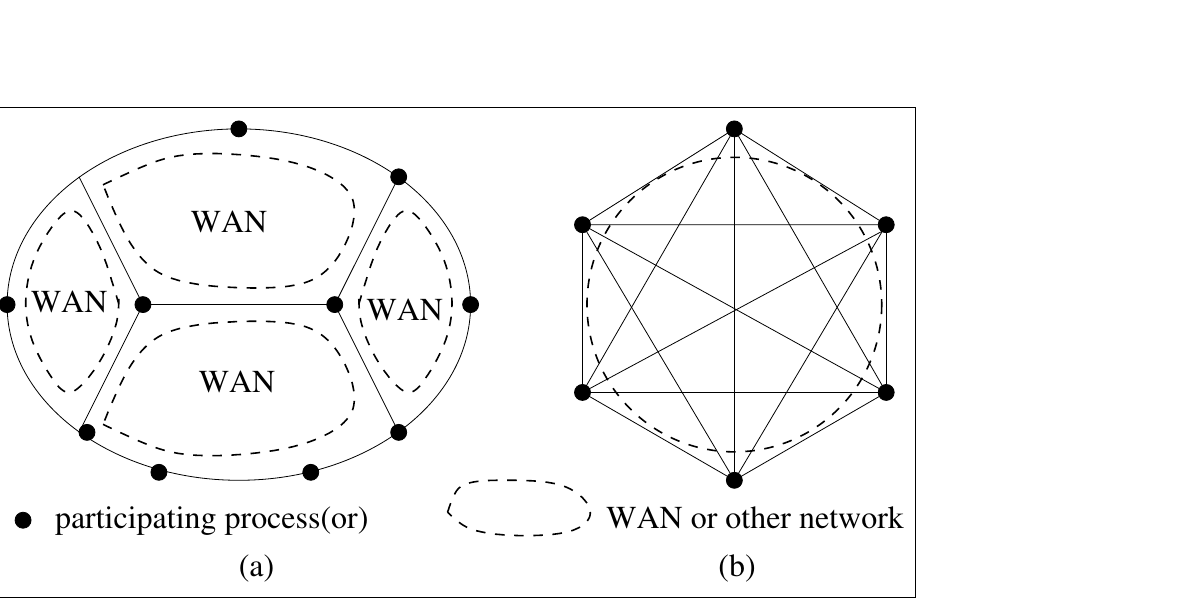 WAN
WAN
WAN
WAN
participating process(or)
WAN or other network
(a)
(b)